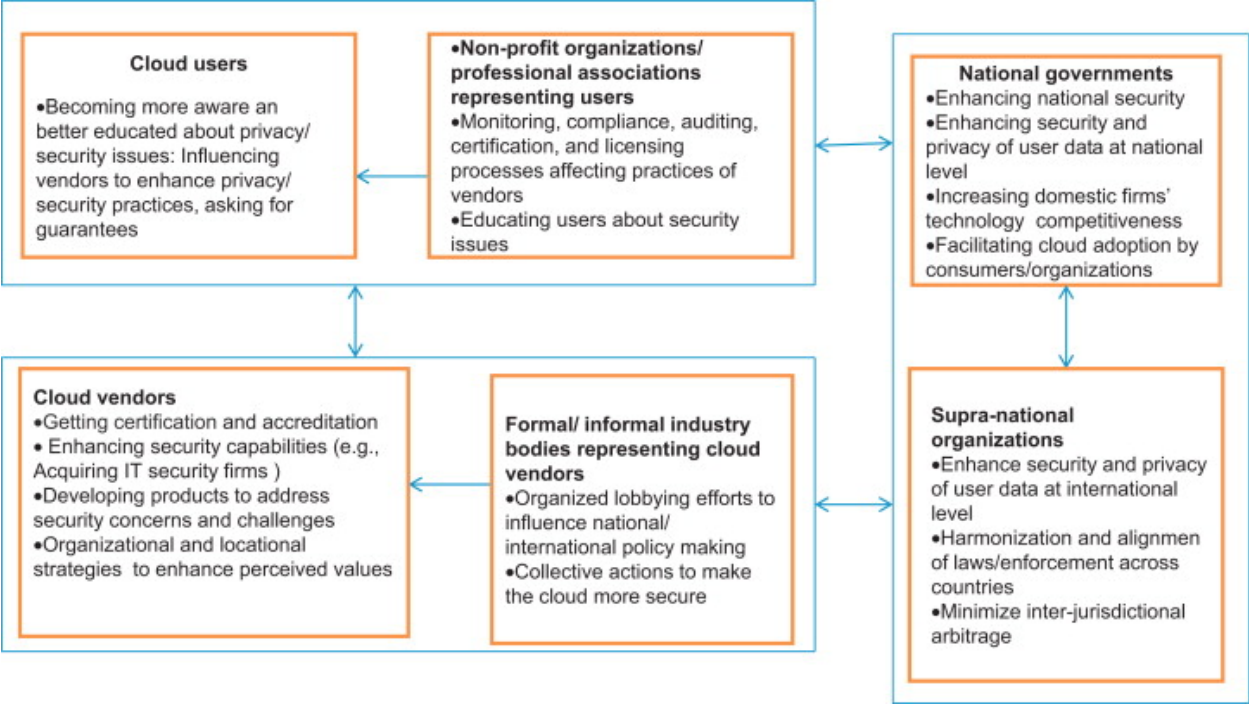 Cloud users
•Becoming more aware an
better educated about privacy/
security issues: Influencing
vendors to enhance privacy/
security practices, asking for
guarantees
•Non-profit organizations/
professional associations
representing users
•Monitoring, compliance, auditing,
certification, and licensing
processes affecting practices of
vendors
•Educating users about security
issues
National governments
•Enhancing national security
•Enhancing security and
privacy of user data at national
level
•Increasing domestic firms'
technology competitiveness
•Facilitating cloud adoption by
consumers/organizations
Cloud vendors
•Getting certification and accreditation
• Enhancing security capabilities (e.g.,
Acquiring IT security firms )
•Developing products to address
security concerns and challenges
•Organizational and locational
strategies to enhance perceived values
Formal/ informal industry
bodies representing cloud
vendors
•Organized lobbying efforts to
influence national/
international policy making
•Collective actions to make
the cloud more secure
Supra-national
organizations
•Enhance security and privacy
of user data at international
level
•Harmonization and alignmen
of laws/enforcement across
countries
•Minimize inter-jurisdictional
arbitrage